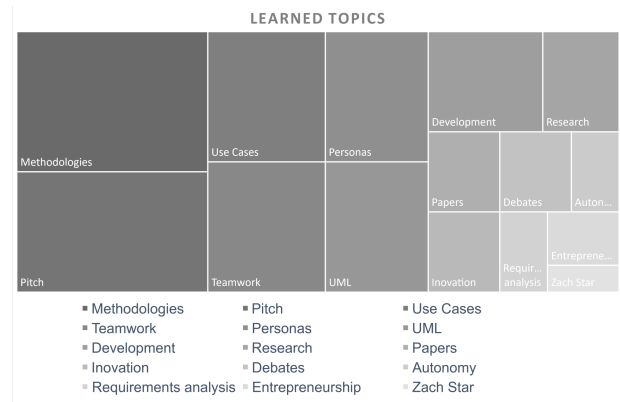 LEARNED TOPICS
Methodologies
Use Cases
Personas
Development
Research
Papers
Debates
Auton...
Pitch
Teamwork
UML
Inovation
Requir...
analysis
Entreprene...
Zach Star
Methodologies Pitch Use Cases
Teamwork Personas UML
Development Research Papers
Inovation Debates Autonomy
Requirements analysis Entrepreneurship Zach Star